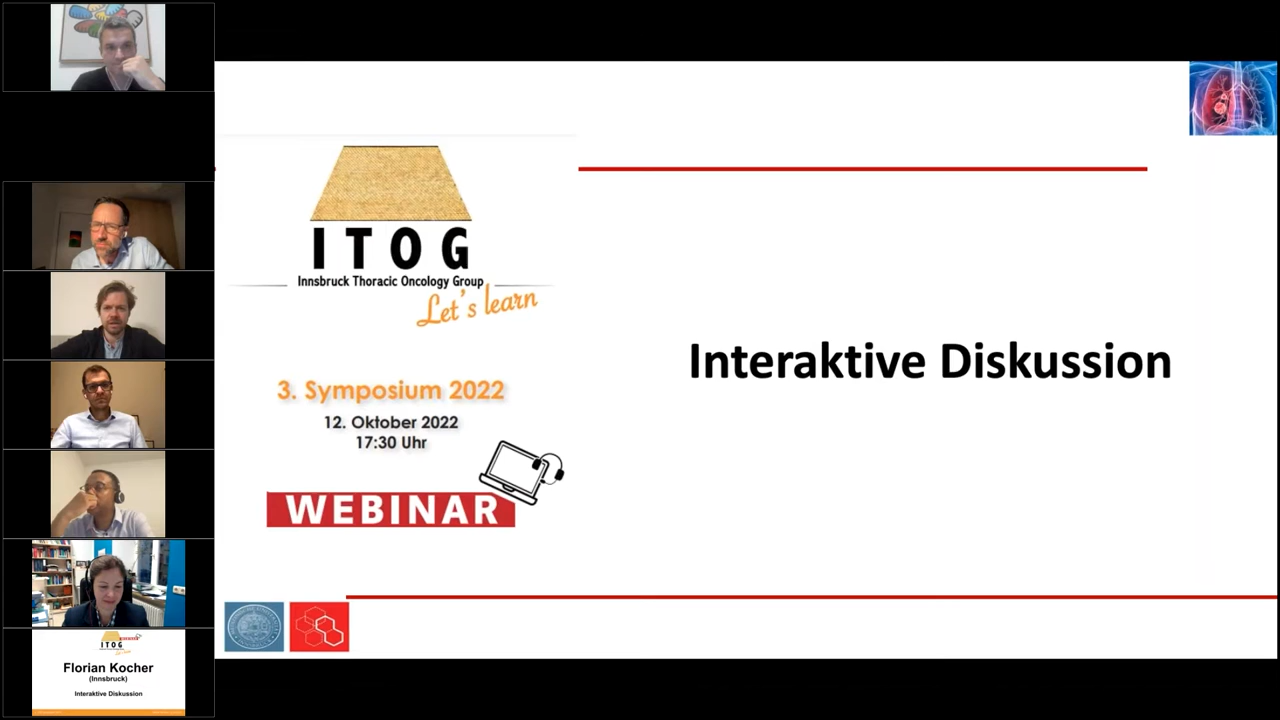 ITOG
Innsbruck Thoracic Oncology Group
Let's learn
3. Symposium 2022
12. Oktober 2022
17:30 Uhr
WEBINAR
Interaktive Diskussion
ITOG
Florian Kocher
(Innsbruck)
Interaktive Diskussion